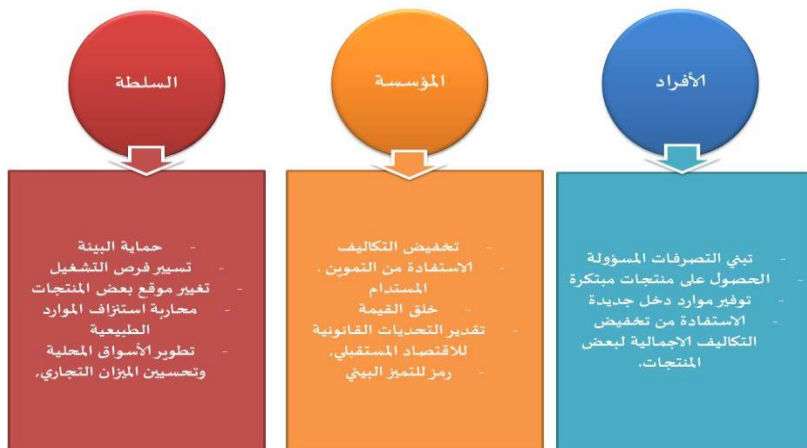 الأفراد
- تبني التصرفات المسؤولة
- الحصول على منتجات مبتكرة
- توفير موارد دخل جديدة
- الاستفادة من تخفيض
التكاليف الاجمالية لبعض
المنتجات.
المؤسسة
- تخفيض التكاليف
- الاستفادة من التموين .
المستدام
- خلق القيمة
- تقدير التحديات القانونية
للاقتصاد المستقبلي.
- رمز للتميز البيئي
السلطة
- حماية البيئة
- تسيير فرص التشغيل
- تغيير موقع بعض المنتجات
- محاربة استنزاف الموارد
الطبيعية
- تطوير الأسواق المحلية
وتحسيين الميزان التجاري.